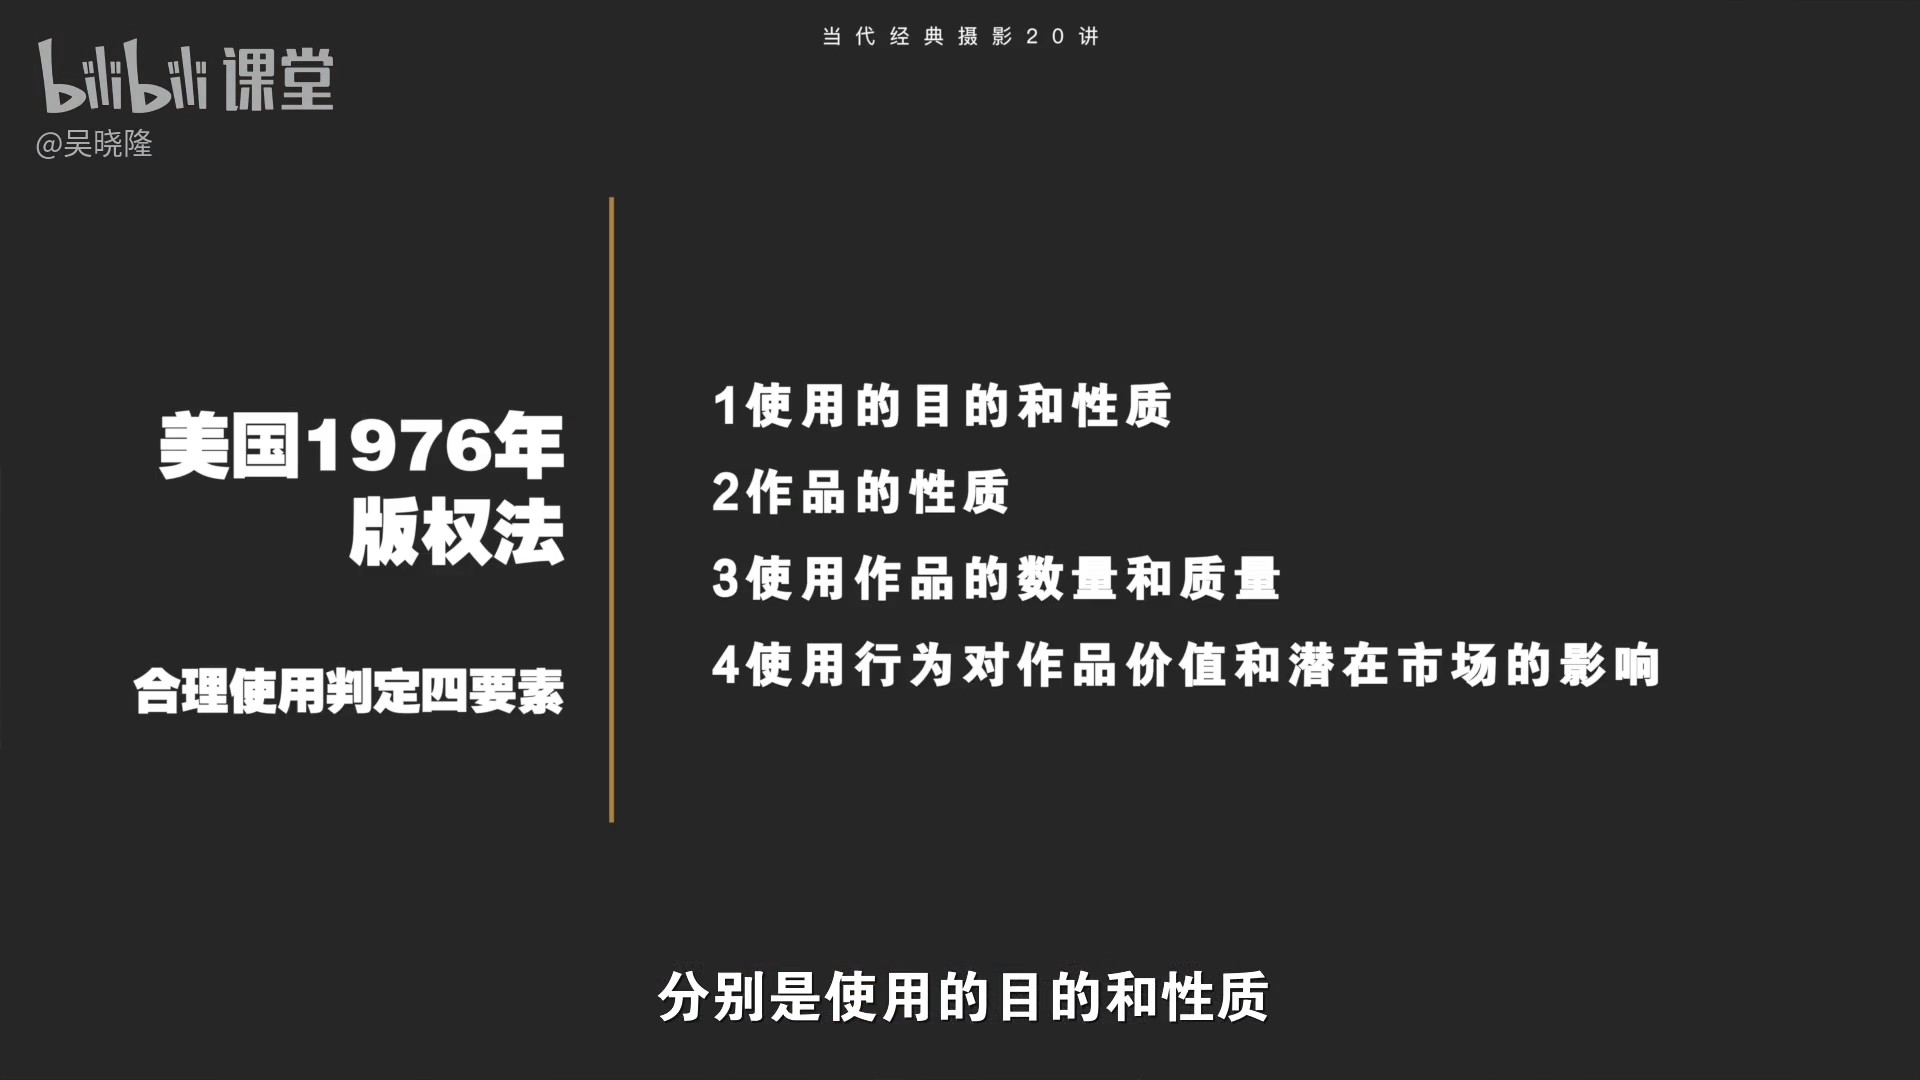 当代经典摄影20讲
bilibili 课堂
@吴晓隆
美国1976年
版权法
合理使用判定四要素
1使用的目的和性质
2作品的性质
3使用作品的数量和质量
4使用行为对作品价值和潜在市场的影响
分别是使用的目的和性质